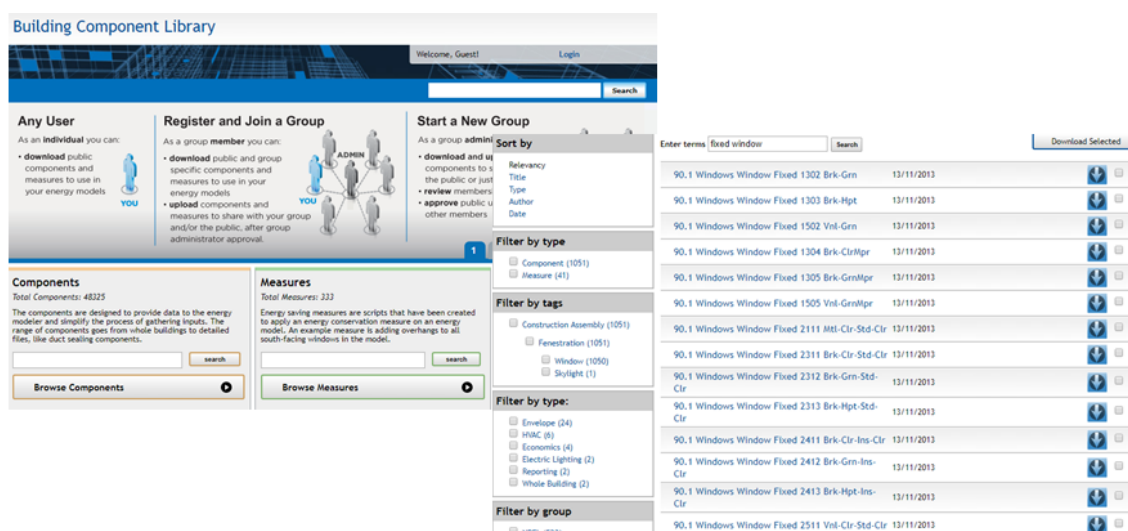 Building Component Library
Welcome, Guest!
Login
Search
Any User
As an individual you can:
• download public
components and
measures to use in
your energy models
YOU
Register and Join a Group
As a group member you can:
• download public and group
specific components and
measures to use in your
energy models
• upload components and
measures to share with your group
and/or the public, after group
administrator approval.
ADMIN
YOU
Start a New Group
As a group admini
• download and up
components to s
the public or just
• review members
• approve public u
other members
1
Components
Total Components: 48325
The components are designed to provide data to the energy
modeler and simplify the process of gathering inputs. The
range of components goes from whole buildings to detailed
files, like duct sealing components.
search
Browse Components
Measures
Total Measures: 333
Energy saving measures are scripts that have been created
to apply an energy conservation measure on an energy
model. An example measure is adding overhangs to all
south-facing windows in the model.
search
Browse Measures
Sort by
Relevancy
Title
Type
Author
Date
Filter by type
Component (1051)
Measure (41)
Filter by tags
Construction Assembly (1051)
Fenestration (1051)
Window (1050)
Skylight (1)
Filter by type:
Envelope (24)
HVAC (6)
Economics (4)
Electric Lighting (2)
Reporting (2)
Whole Building (2)
Filter by group
Enter terms fixed window Search
Download Selected
90.1 Windows Window Fixed 1302 Brk-Grn 13/11/2013
90.1 Windows Window Fixed 1303 Brk-Hpt 13/11/2013
90.1 Windows Window Fixed 1502 Vnl-Grn 13/11/2013
90.1 Windows Window Fixed 1304 Brk-ClrMpr 13/11/2013
90.1 Windows Window Fixed 1305 Brk-GrnMpr 13/11/2013
90.1 Windows Window Fixed 1505 Vnl-GrnMpr 13/11/2013
90.1 Windows Window Fixed 2111 Mtl-Clr-Std-Clr 13/11/2013
90.1 Windows Window Fixed 2311 Brk-Clr-Std-Clr 13/11/2013
90.1 Windows Window Fixed 2312 Brk-Grn-Std-
Clr 13/11/2013
90.1 Windows Window Fixed 2313 Brk-Hpt-Std-
Clr 13/11/2013
90.1 Windows Window Fixed 2411 Brk-Clr-Ins-Clr 13/11/2013
90.1 Windows Window Fixed 2412 Brk-Grn-Ins-
Clr 13/11/2013
90.1 Windows Window Fixed 2413 Brk-Hpt-Ins-
Clr 13/11/2013
90.1 Windows Window Fixed 2511 Vnl-Clr-Std-Clr 13/11/2013